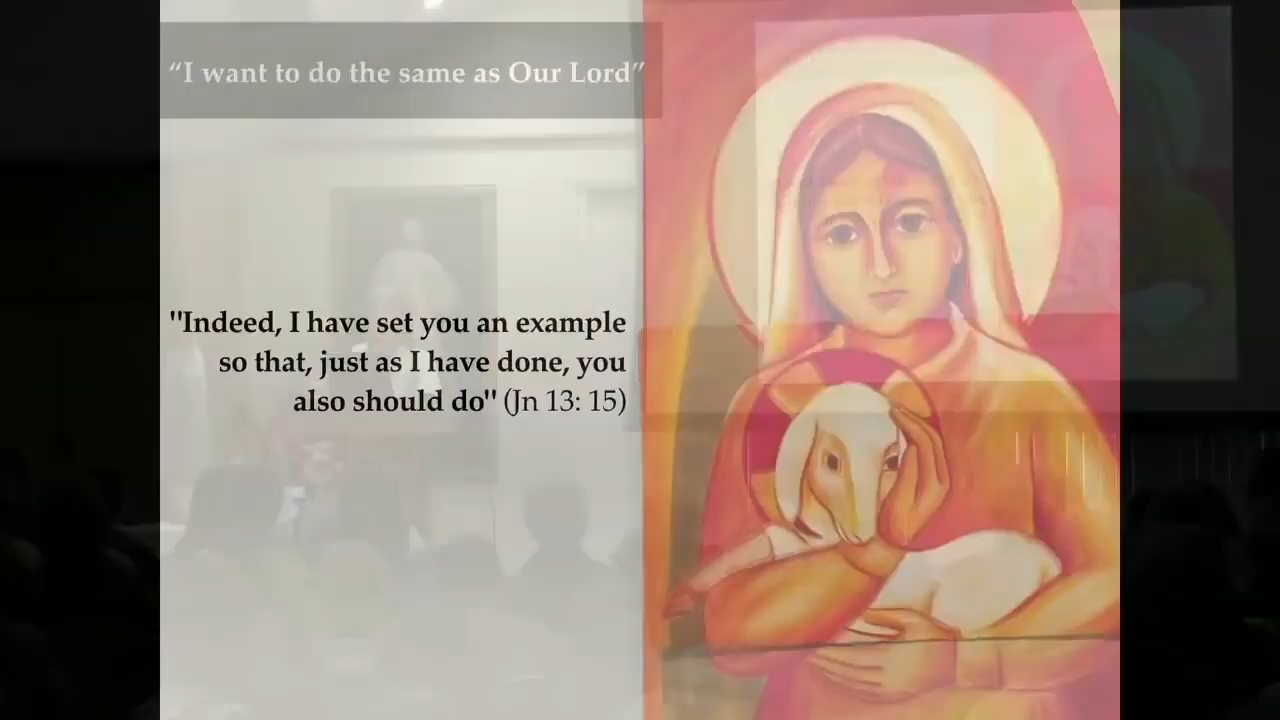 “I want to do the same as Our Lord”
"Indeed, I have set you an example
so that, just as I have done, you
also should do" (Jn 13: 15)